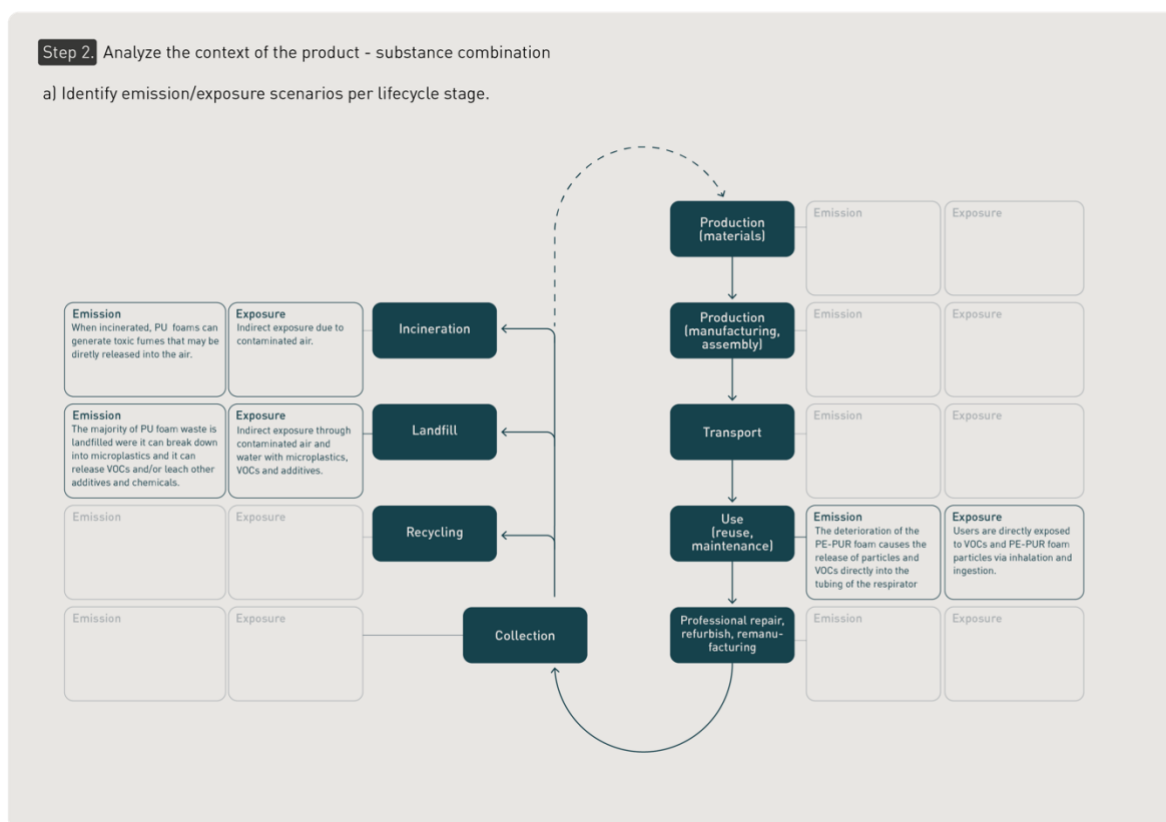 Step 2. Analyze the context of the product - substance combination
a) Identify emission/exposure scenarios per lifecycle stage.
Production
(materials)
Emission
Exposure
Production
(manufacturing,
assembly)
Emission
Exposure
Transport
Emission
Exposure
Use
(reuse,
maintenance)
Emission
The deterioration of the
PE-PUR foam causes the
release of particles and
VOCs directly into the
tubing of the respirator
Exposure
Users are directly exposed
to VOCs and PE-PUR foam
particles via inhalation and
ingestion.
Professional repair,
refurbish, remanu-
facturing
Emission
Exposure
Emission
When incinerated, PU foams can
generate toxic fumes that may be
diretly released into the air.
Exposure
Indirect exposure due to
contaminated air.
Incineration
Emission
The majority of PU foam waste is
landfilled were it can break down
into microplastics and it can
release VOCs and/or leach other
additives and chemicals.
Exposure
Indirect exposure through
contaminated air and
water with microplastics,
VOCs and additives.
Landfill
Emission
Exposure
Recycling
Emission
Exposure
Collection